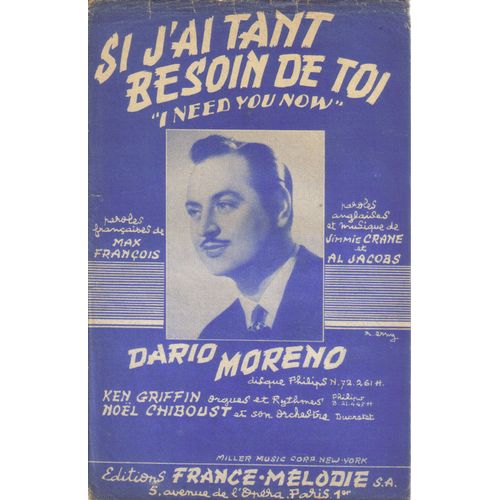 SI J'AI TANT
BESOIN DE TOI
"I NEED YOU NOW"
paroles
françaises de
MAX
FRANÇOIS
paroles
anglaises
et musique de
JIMMIE CRANE
et
AL JACOBS
DARIO MORENO
disque Philips N.72.261 H.
KEN GRIFFIN orgues et Rythmes Philips
NOËL CHIBOUST et son orchestre Ducretet
MILLER MUSIC CORP. NEW-YORK
Editions FRANCE-MÉLODIE S.A.
5, avenue de l'Opéra Paris. 1er